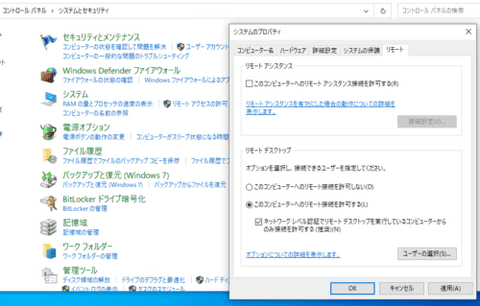 コントロール パネル › システムとセキュリティ
コントロール パネルの検索
セキュリティとメンテナンス
コンピューターの状態を確認して問題を解決
ユーザー アカウント
コンピューターの一般的な問題のトラブルシューティング
Windows Defender ファイアウォール
ファイアウォールの状態の確認
Windows ファイアウォールによるアプ
システム
RAM の量とプロセッサの速度の表示
リモート アクセスの許可
コンピューターの名前の参照
電源オプション
電源ボタンの動作の変更
コンピューターがスリープ状態になる時間
ファイル履歴
ファイル履歴でファイルのバックアップ コピーを保存
ファイル履
バックアップと復元 (Windows 7)
バックアップと復元 (Windows 7)
バックアップからファイルを復元
BitLocker ドライブ暗号化
BitLocker の管理
記憶域
記憶域の管理
ワーク フォルダー
ワーク フォルダーの管理
管理ツール
ディスク領域の解放
ドライブのデフラグと最適化
ハード ディ
イベント ログの表示
タスクのスケジュール
システムのプロパティ
コンピューター名
ハードウェア
詳細設定
システムの保護
リモート
リモート アシスタンス
このコンピューターへのリモート アシスタンス接続を許可する(R)
リモート アシスタンスを有効にした場合の動作についての詳細を
表示します。
詳細設定(V)...
リモート デスクトップ
オプションを選択し、接続できるユーザーを指定してください。
このコンピューターへのリモート接続を許可しない(D)
このコンピューターへのリモート接続を許可する(L)
ネットワーク レベル認証でリモート デスクトップを実行しているコンピューターから
のみ接続を許可する (推奨)(N)
オプションについての詳細を表示します。
ユーザーの選択(S)...
OK
キャンセル
適用(A)